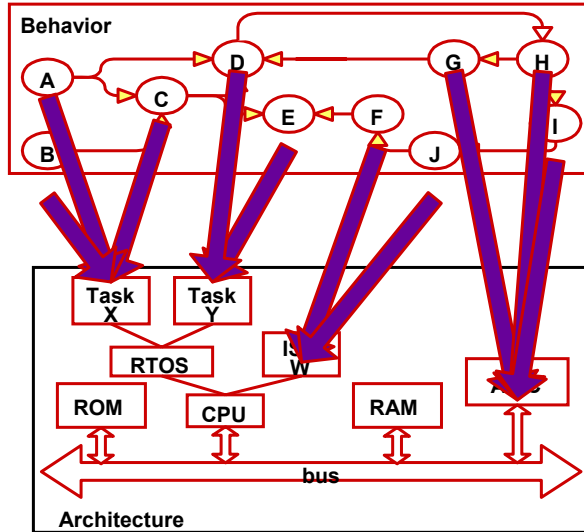 Behavior
D
G
H
A
C
E
F
I
B
J
Task
X
Task
Y
W
RTOS
ROM
CPU
RAM
bus
Architecture